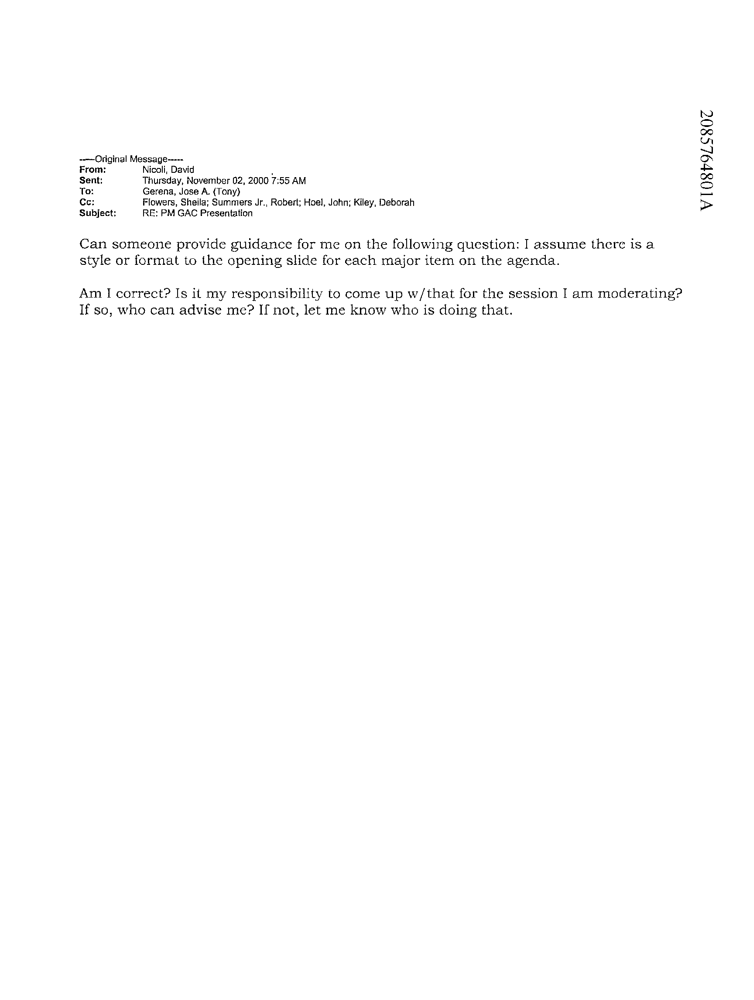 -----Original Message-----
From: Nicoli, David
Sent: Thursday, November 02, 2000 7:55 AM
To: Gerena, Jose A. (Tony)
Cc: Flowers, Sheila; Summers Jr., Robert; Hoel, John; Kiley, Deborah
Subject: RE: PM GAC Presentation
Can someone provide guidance for me on the following question: I assume there is a
style or format to the opening slide for each major item on the agenda.
Am I correct? Is it my responsibility to come up w/that for the session I am moderating?
If so, who can advise me? If not, let me know who is doing that.
2085764801A